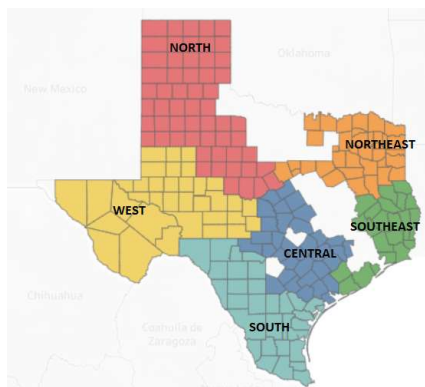 NORTH
Oklahoma
New Mexico
NORTHEAST
WEST
SOUTHEAST
CENTRAL
Chihuahua
SOUTH
Coahuila de
Zaragoza